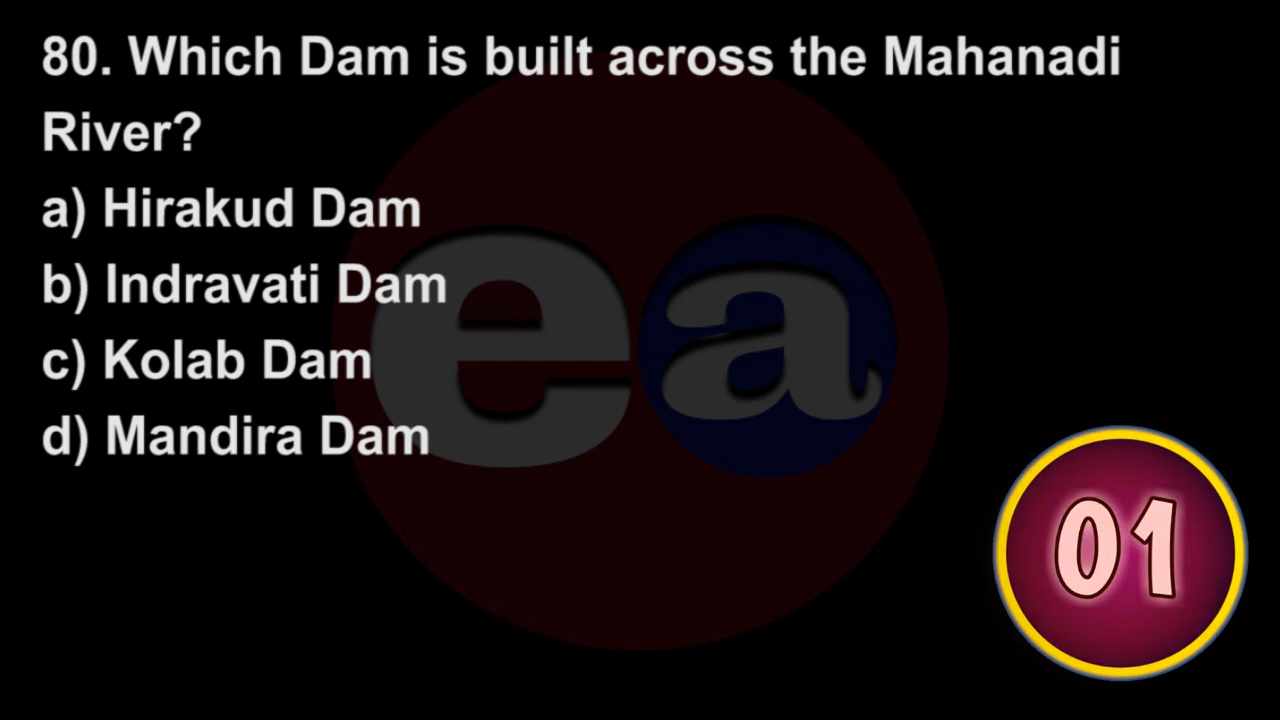 80. Which Dam is built across the Mahanadi
River?
a) Hirakud Dam
b) Indravati Dam
c) Kolab Dam
d) Mandira Dam
ea
01